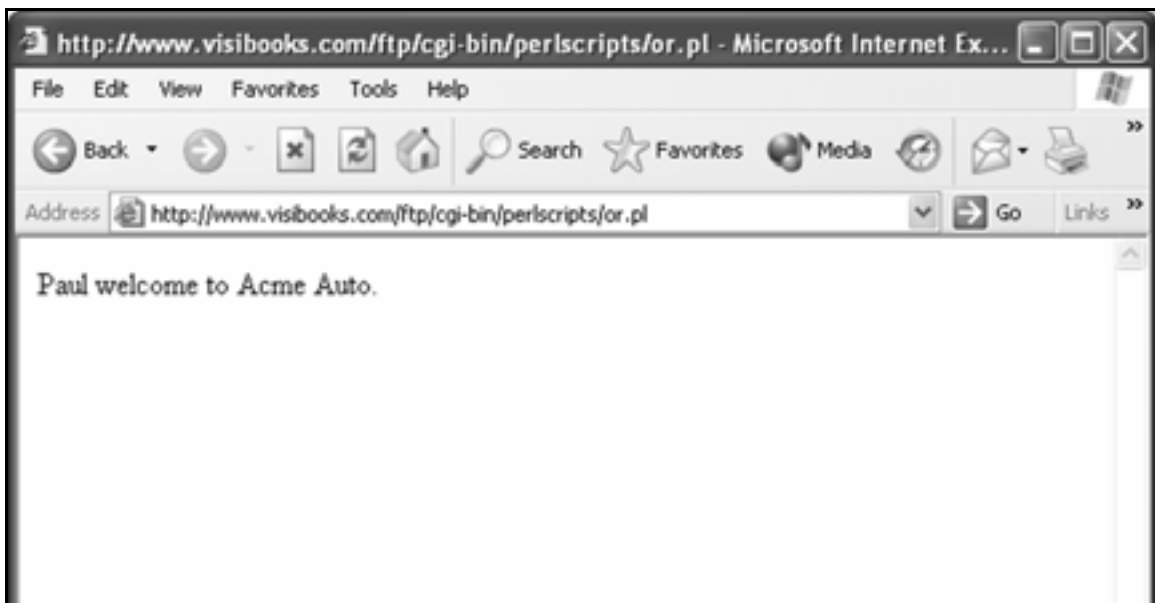 http://www.visibooks.com/ftp/cgi-bin/perlscripts/or.pl - Microsoft Internet Ex...
File Edit View Favorites Tools Help
Back Search Favorites Media »
Address http://www.visibooks.com/ftp/cgi-bin/perlscripts/or.pl Go Links »
Paul welcome to Acme Auto.